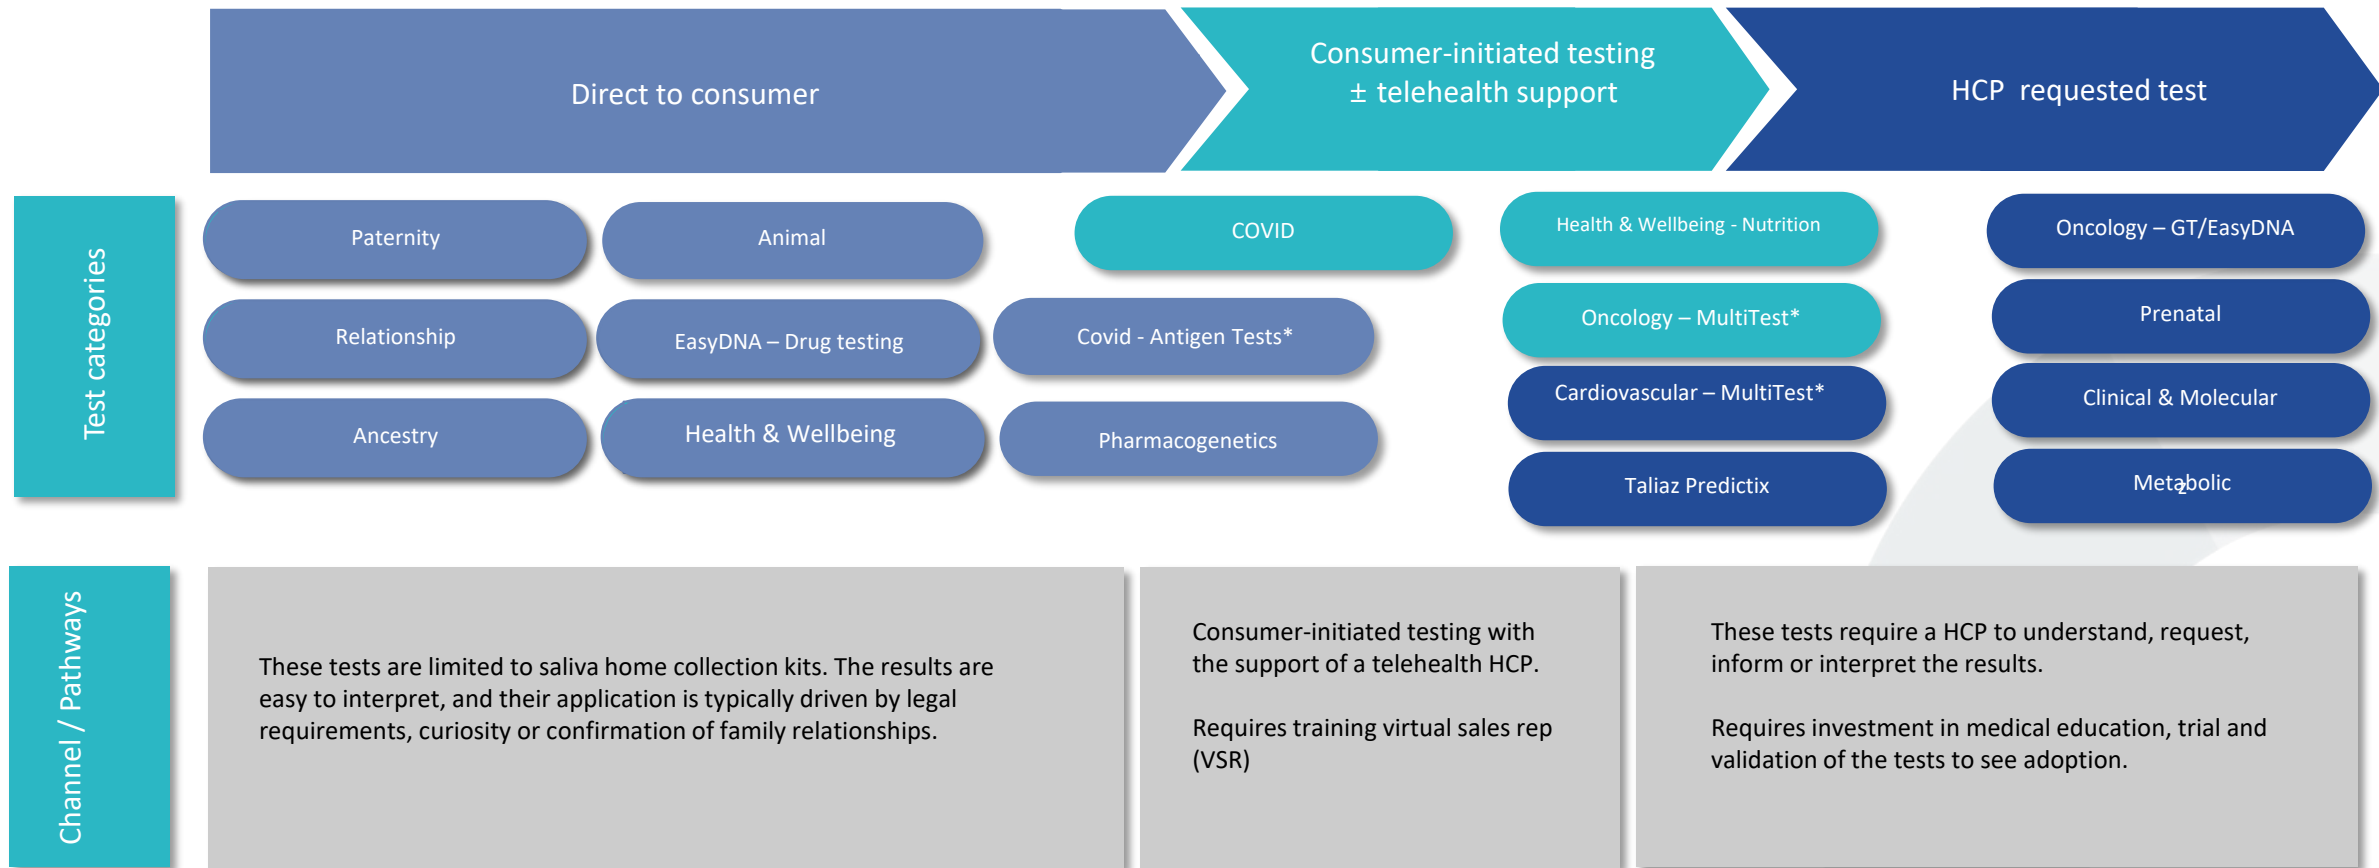 Direct to consumer
Consumer-initiated testing
± telehealth support
HCP requested test
Test categories
Paternity
Animal
COVID
Health & Wellbeing - Nutrition
Oncology – GT/EasyDNA
Relationship
EasyDNA – Drug testing
Covid - Antigen Tests*
Oncology – MultiTest*
Prenatal
Cardiovascular – MultiTest*
Clinical & Molecular
Ancestry
Health & Wellbeing
Pharmacogenetics
Taliaz Predictix
Metabolic
2
Channel / Pathways
These tests are limited to saliva home collection kits. The results are
easy to interpret, and their application is typically driven by legal
requirements, curiosity or confirmation of family relationships.
Consumer-initiated testing with
the support of a telehealth HCP.
Requires training virtual sales rep
(VSR)
These tests require a HCP to understand, request,
inform or interpret the results.
Requires investment in medical education, trial and
validation of the tests to see adoption.